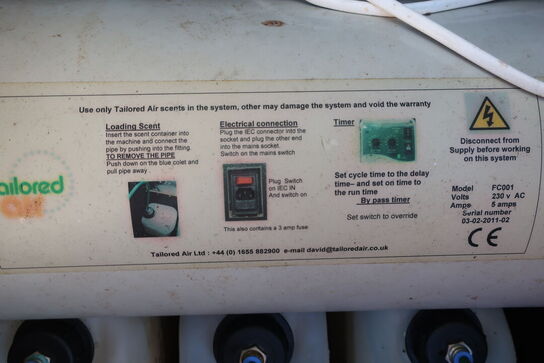 Use only Tailored Air scents in the system, other may damage the system and void the warranty
Loading Scent
Insert the scent container into
the machine and connect the
pipe by pushing into the fitting.
TO REMOVE THE PIPE
Push down on the blue colet and
pull pipe away
Electrical connection
Plug the IEC connector into the
socket and plug the other end
into the mains socket.
Switch on the mains switch
Plug Switch
on IEC IN
And switch on
This also contains a 3 amp fuse
Timer
Set cycle time to the delay
time– and set on time to
the run time
By pass timer
Set switch to override
Disconnect from
Supply before working
on this system
Model FC001
Volts 230 v AC
Amps 5 amps
Serial number
03-02-2011-02
CE
tailored
air
Tailored Air Ltd : +44 (0) 1655 882900 e-mail david@tailoredair.co.uk